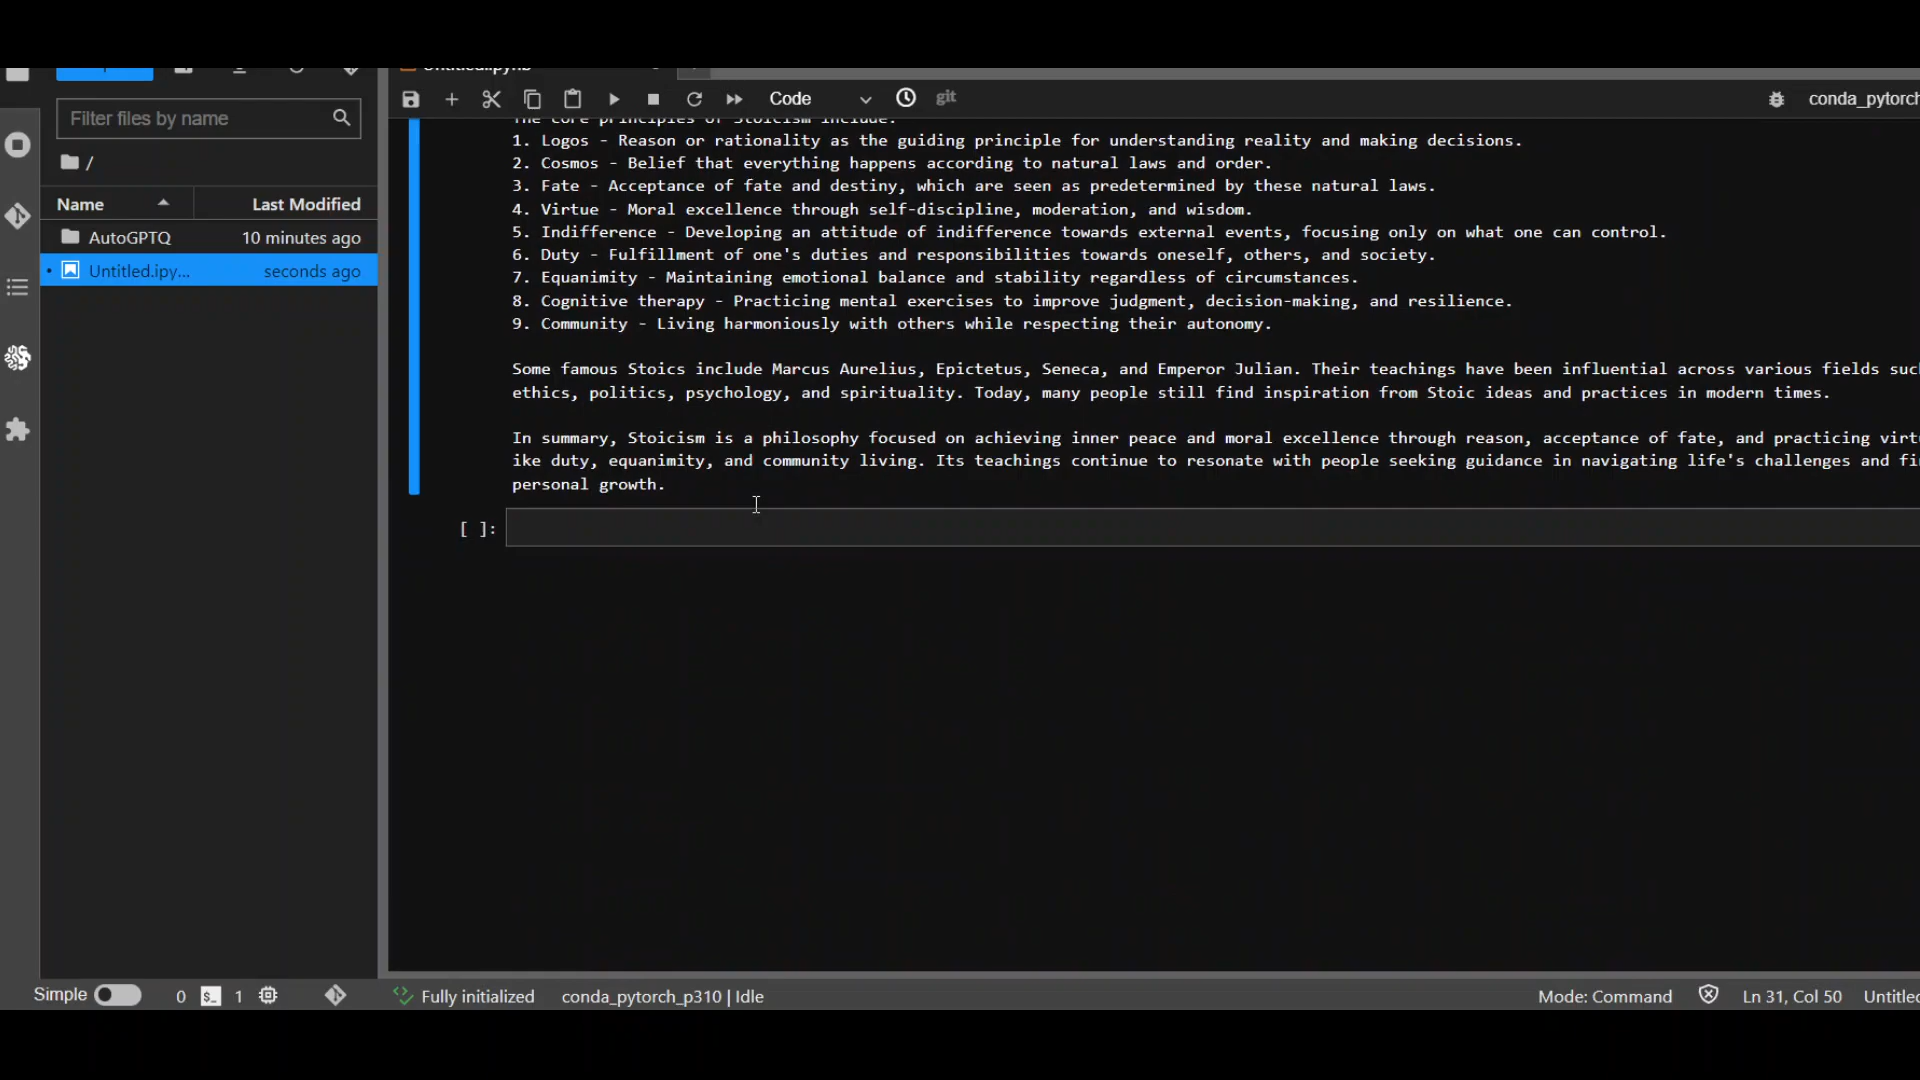 Untitled.ipynb
Code
git
conda_pytorch
Filter files by name
/
Name
Last Modified
AutoGPTQ
10 minutes ago
Untitled.ipy...
seconds ago
The core principles of Stoicism include:
1. Logos - Reason or rationality as the guiding principle for understanding reality and making decisions.
2. Cosmos - Belief that everything happens according to natural laws and order.
3. Fate - Acceptance of fate and destiny, which are seen as predetermined by these natural laws.
4. Virtue - Moral excellence through self-discipline, moderation, and wisdom.
5. Indifference - Developing an attitude of indifference towards external events, focusing only on what one can control.
6. Duty - Fulfillment of one's duties and responsibilities towards oneself, others, and society.
7. Equanimity - Maintaining emotional balance and stability regardless of circumstances.
8. Cognitive therapy - Practicing mental exercises to improve judgment, decision-making, and resilience.
9. Community - Living harmoniously with others while respecting their autonomy.
Some famous Stoics include Marcus Aurelius, Epictetus, Seneca, and Emperor Julian. Their teachings have been influential across various fields suc
ethics, politics, psychology, and spirituality. Today, many people still find inspiration from Stoic ideas and practices in modern times.
In summary, Stoicism is a philosophy focused on achieving inner peace and moral excellence through reason, acceptance of fate, and practicing virt
ike duty, equanimity, and community living. Its teachings continue to resonate with people seeking guidance in navigating life's challenges and fi
personal growth.
[ ]:
Simple
0
$_
1
Fully initialized
conda_pytorch_p310 | Idle
Mode: Command
Ln 31, Col 50
Untitled